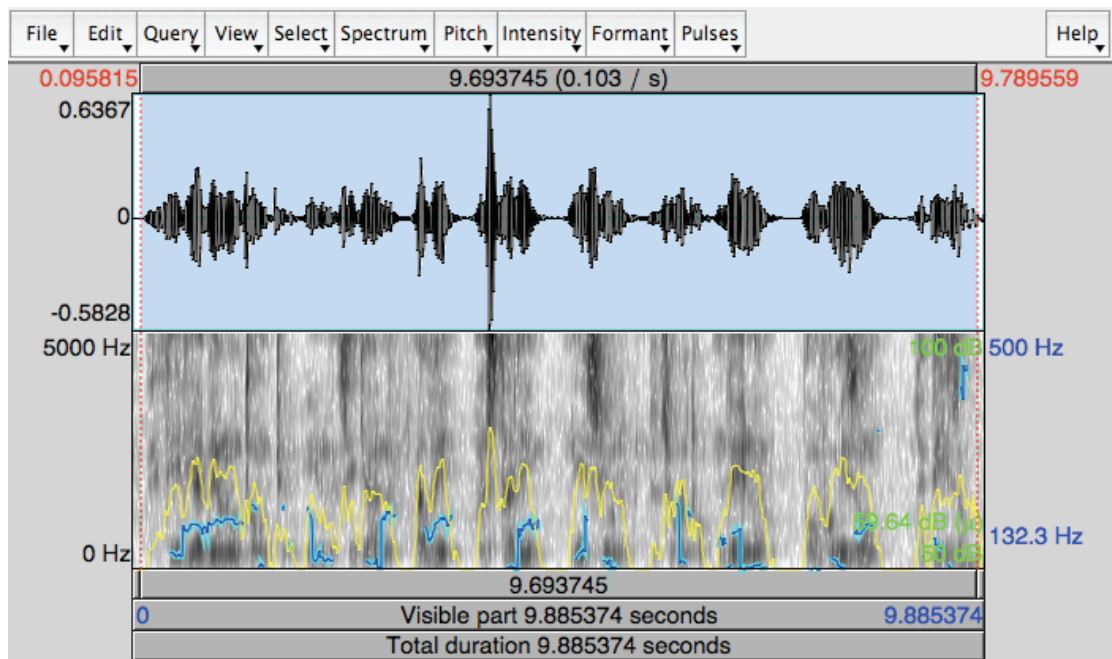 File Edit Query View Select Spectrum Pitch Intensity Formant Pulses Help
0.095815 9.693745 (0.103 / s) 9.789559
0.6367
0
-0.5828
5000 Hz 100 dB 500 Hz
132.3 Hz
0 Hz 50 dB
9.693745
0 Visible part 9.885374 seconds 9.885374
Total duration 9.885374 seconds